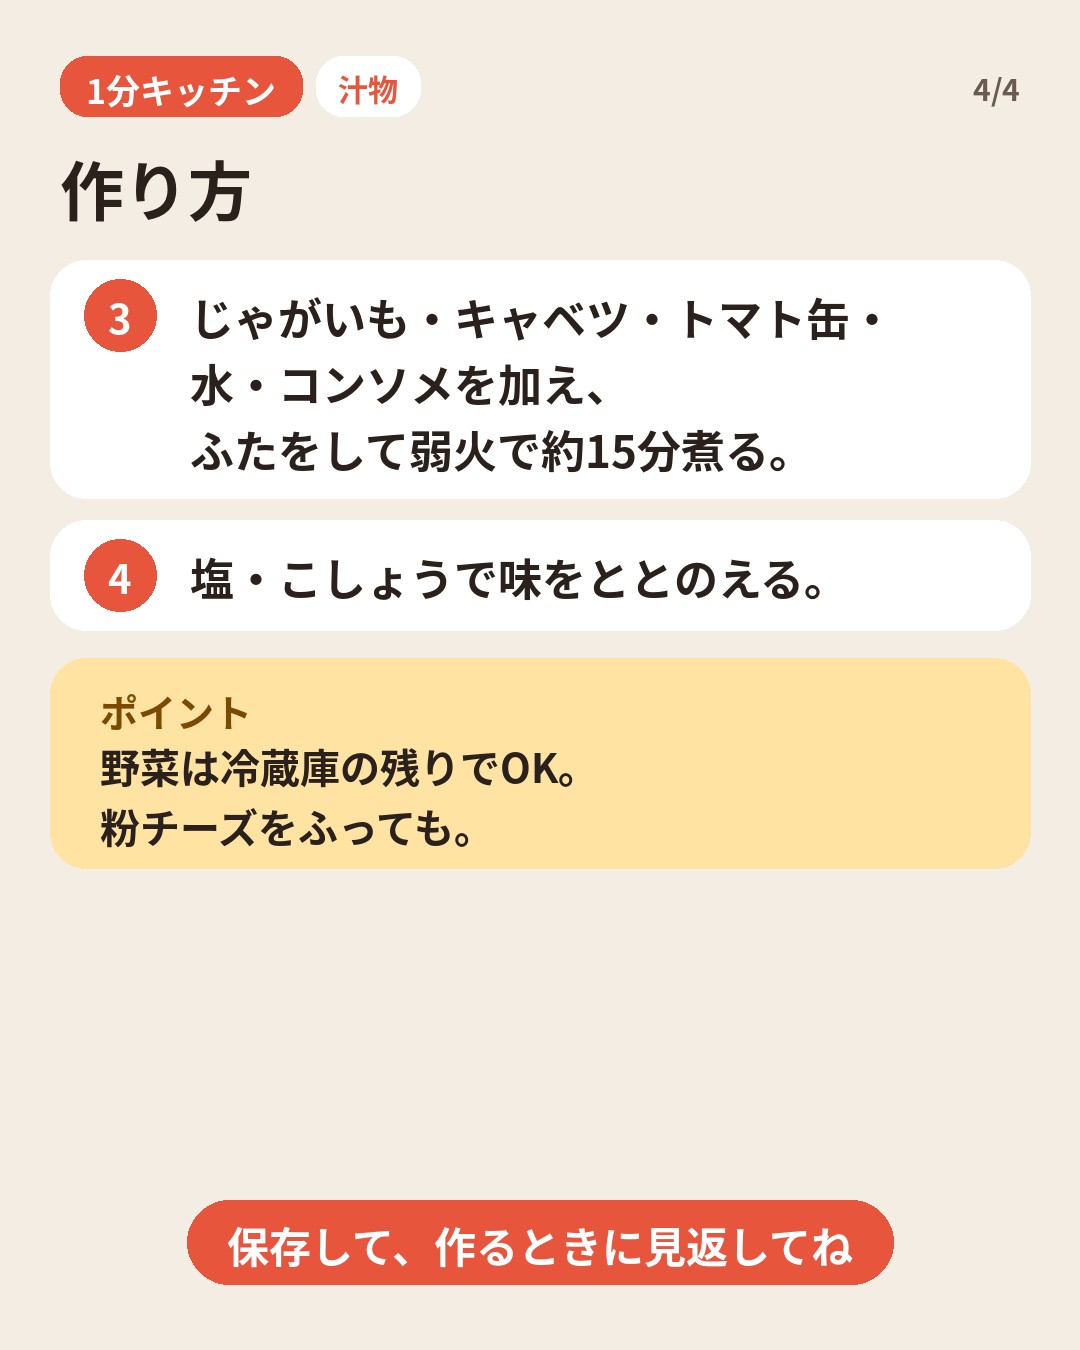 1分キッチン 汁物 4/4
作り方
3 じゃがいも・キャベツ・トマト缶・
水・コンソメを加え、
ふたをして弱火で約15分煮る。
4 塩・こしょうで味をととのえる。
ポイント
野菜は冷蔵庫の残りでOK。
粉チーズをふっても。
保存して、作るときに見返してね